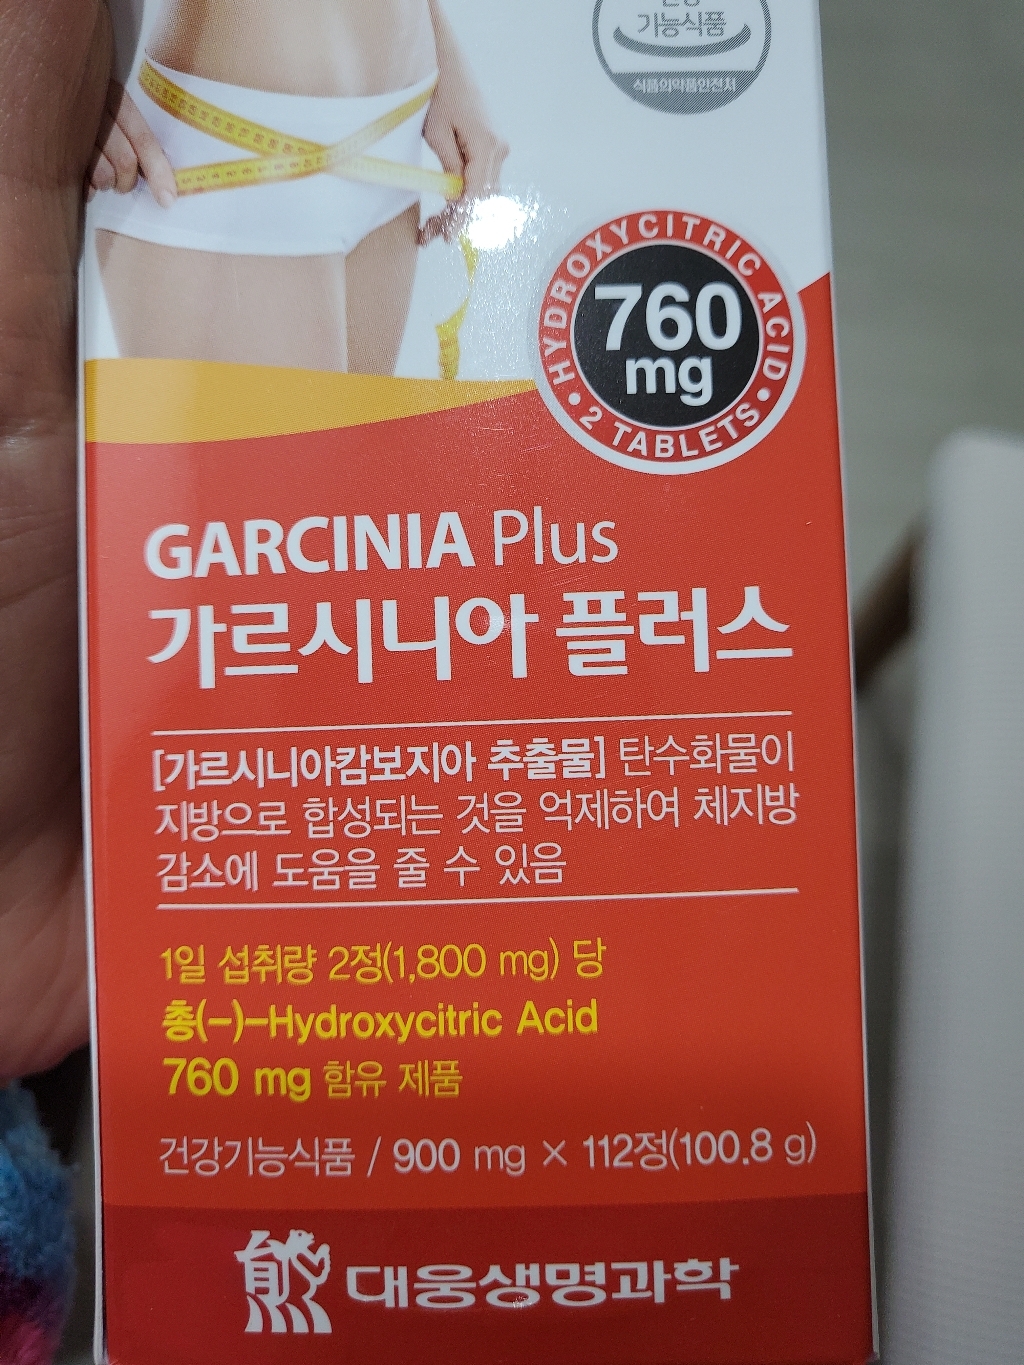 기능식품
식품의약품안전처
HYDROXYCITRIC ACID
760
mg
2 TABLETS
GARCINIA Plus
가르시니아 플러스
[가르시니아캄보지아 추출물] 탄수화물이
지방으로 합성되는 것을 억제하여 체지방
감소에 도움을 줄 수 있음
1일 섭취량 2정(1,800 mg) 당
총(-)-Hydroxycitric Acid
760 mg 함유 제품
건강기능식품 / 900 mg × 112정(100.8 g)
대웅생명과학